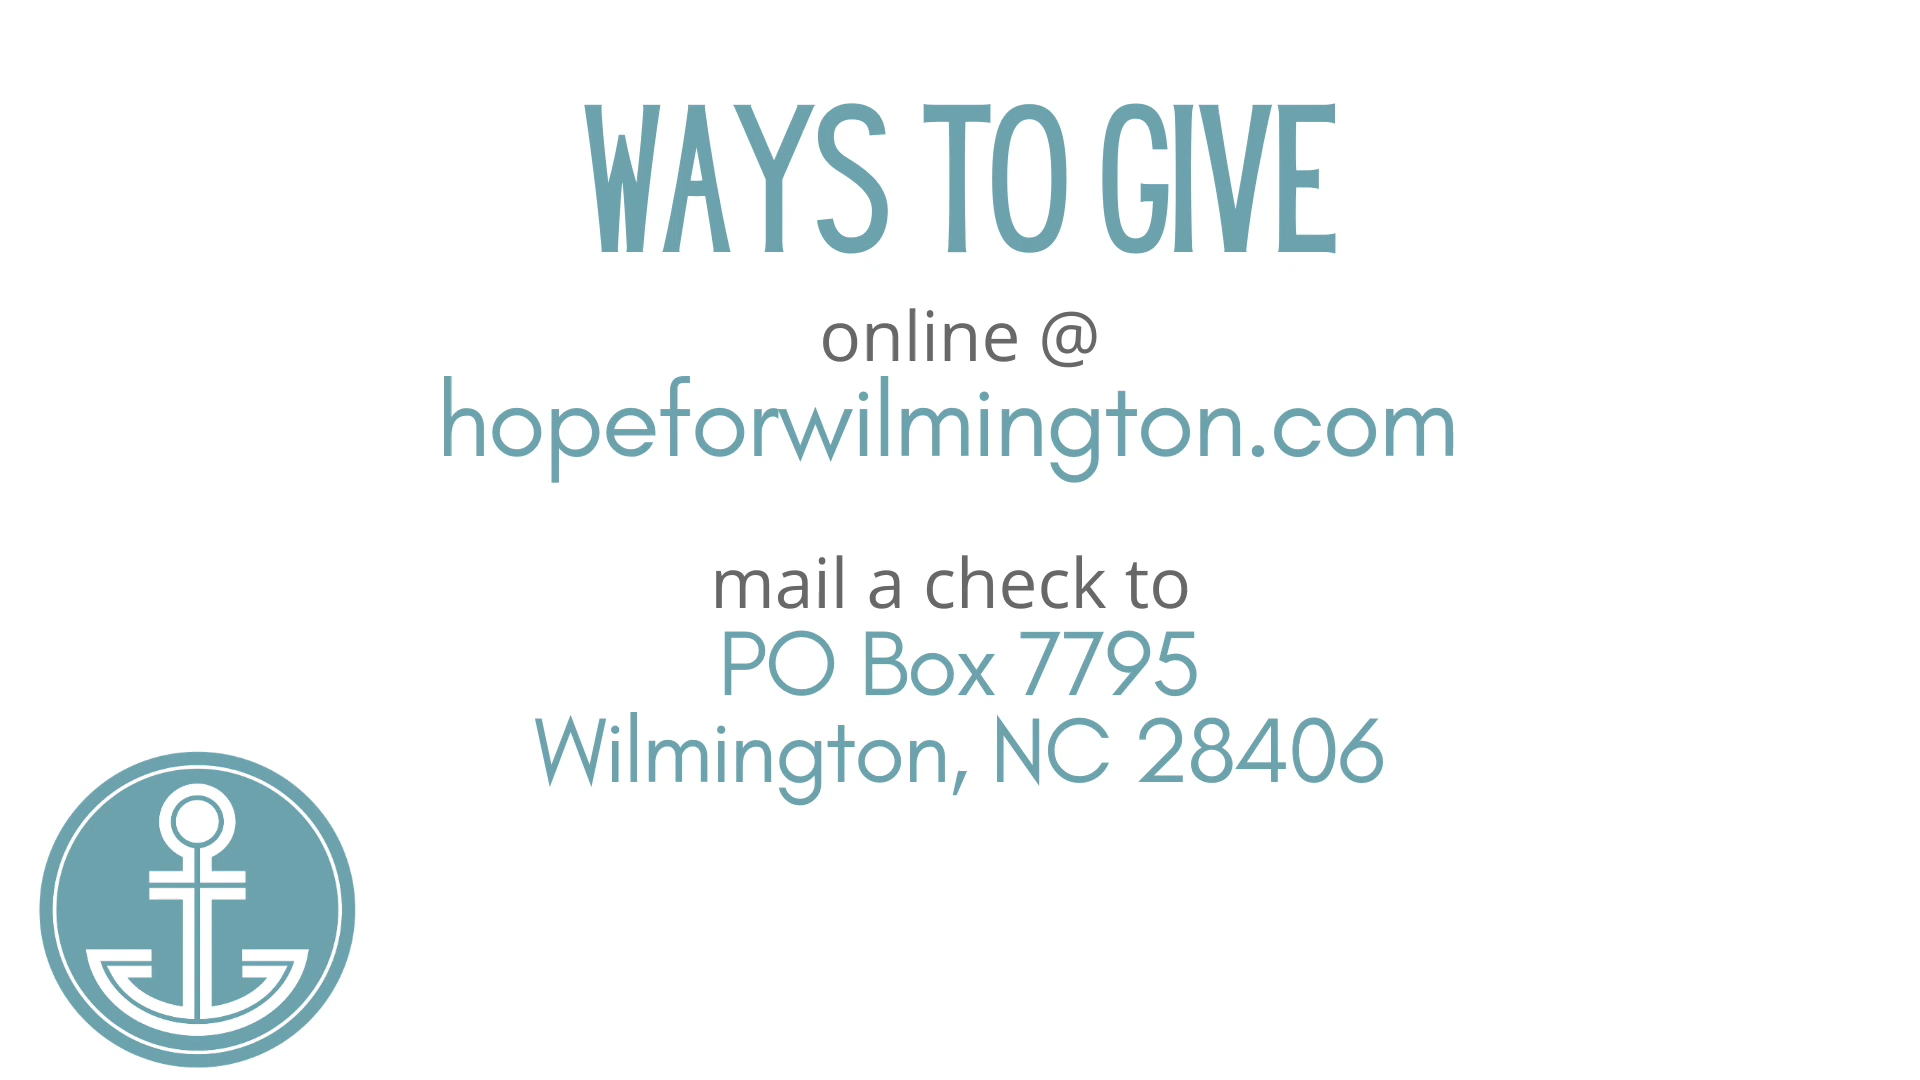 WAYS TO GIVE
online @
hopeforwilmington.com
mail a check to
PO Box 7795
Wilmington, NC 28406